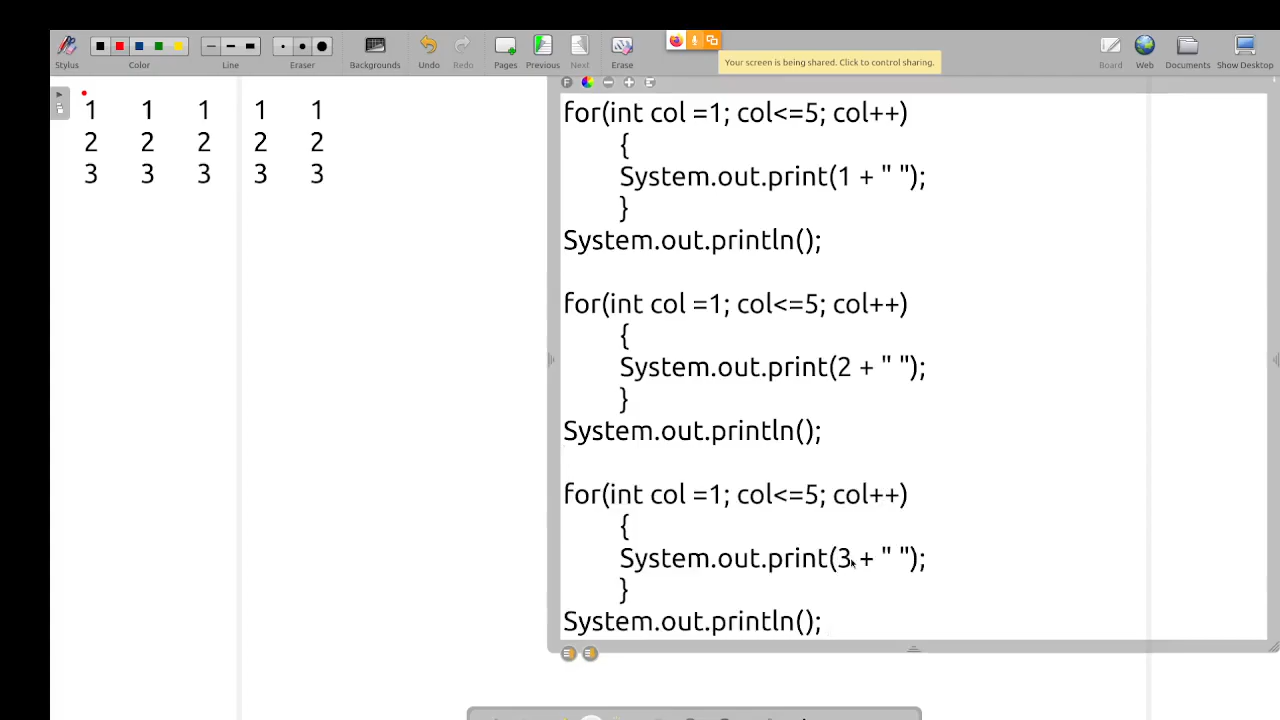 Stylus Color Line Eraser Backgrounds Undo Redo Pages Previous Next Erase Board Web Documents Show Desktop
Your screen is being shared. Click to control sharing.
1 1 1 1 1
2 2 2 2 2
3 3 3 3 3
for(int col =1; col<=5; col++)
{
System.out.print(1 + " ");
}
System.out.println();
for(int col =1; col<=5; col++)
{
System.out.print(2 + " ");
}
System.out.println();
for(int col =1; col<=5; col++)
{
System.out.print(3 + " ");
}
System.out.println();